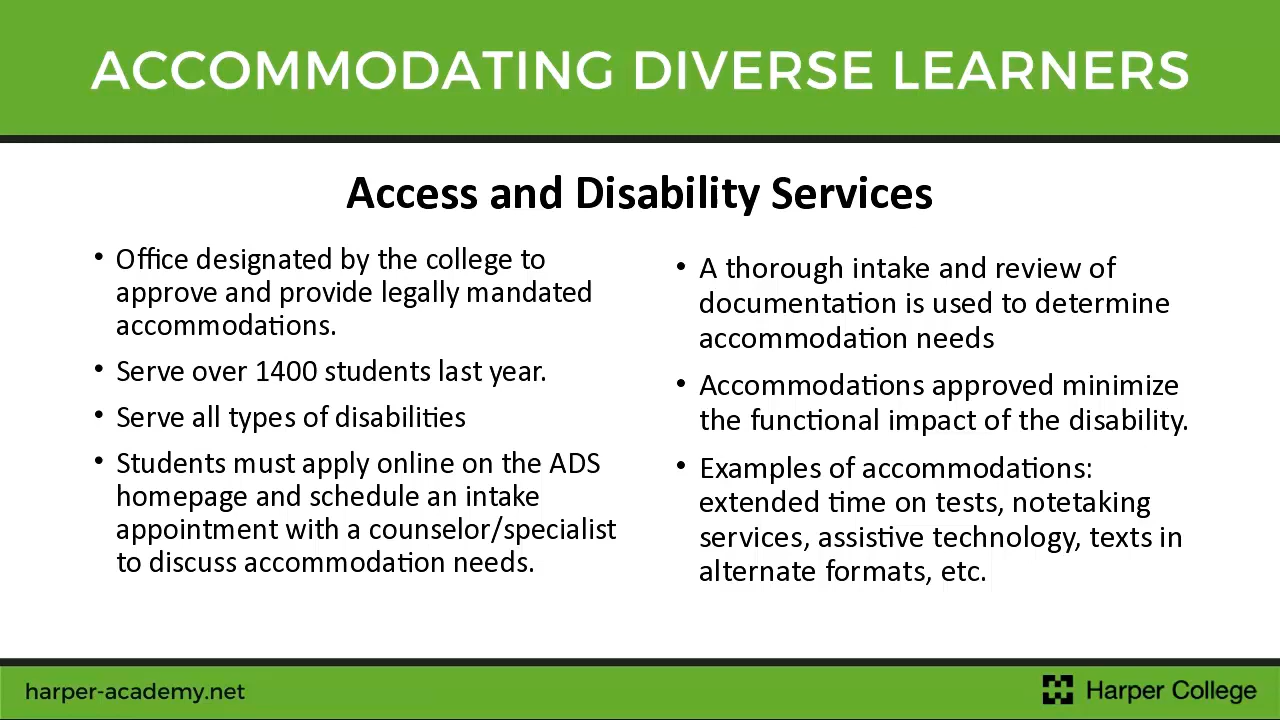 ACCOMMODATING DIVERSE LEARNERS
Access and Disability Services
• Office designated by the college to
approve and provide legally mandated
accommodations.
• Serve over 1400 students last year.
• Serve all types of disabilities
• Students must apply online on the ADS
homepage and schedule an intake
appointment with a counselor/specialist
to discuss accommodation needs.
• A thorough intake and review of
documentation is used to determine
accommodation needs
• Accommodations approved minimize
the functional impact of the disability.
• Examples of accommodations:
extended time on tests, notetaking
services, assistive technology, texts in
alternate formats, etc.
harper-academy.net
Harper College